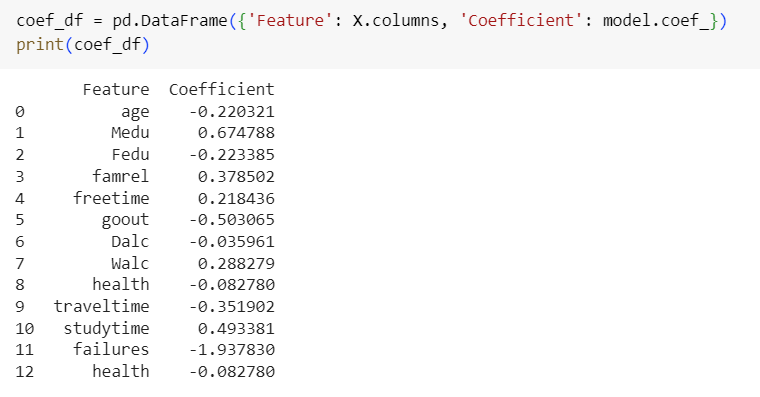 coef_df = pd.DataFrame({'Feature': X.columns, 'Coefficient': model.coef_})
print(coef_df)
Feature Coefficient
0 age -0.220321
1 Medu 0.674788
2 Fedu -0.223385
3 famrel 0.378502
4 freetime 0.218436
5 goout -0.503065
6 Dalc -0.035961
7 Walc 0.288279
8 health -0.082780
9 traveltime -0.351902
10 studytime 0.493381
11 failures -1.937830
12 health -0.082780